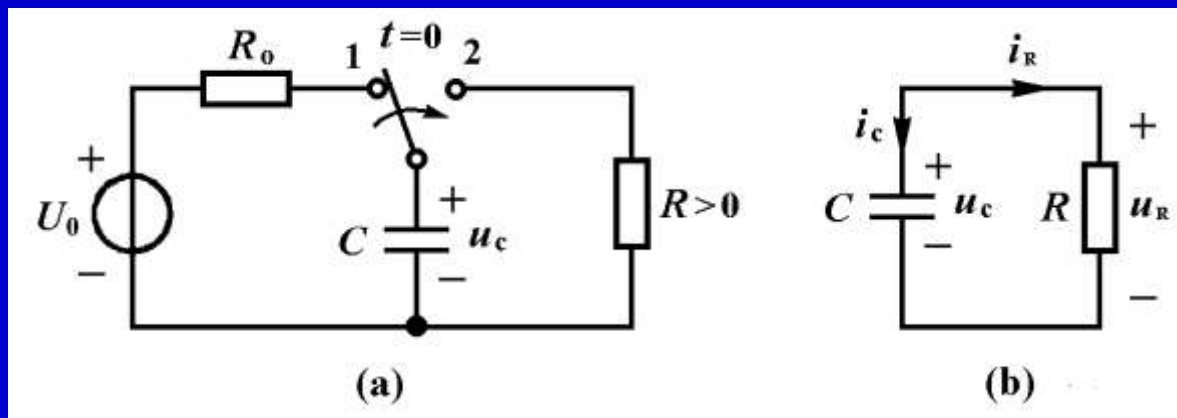 R₀
1
t=0
2
+
U₀
−
C
+
u_c
−
R>0
(a)
i_R
i_c
C
+
u_c
−
R
+
u_R
−
(b)